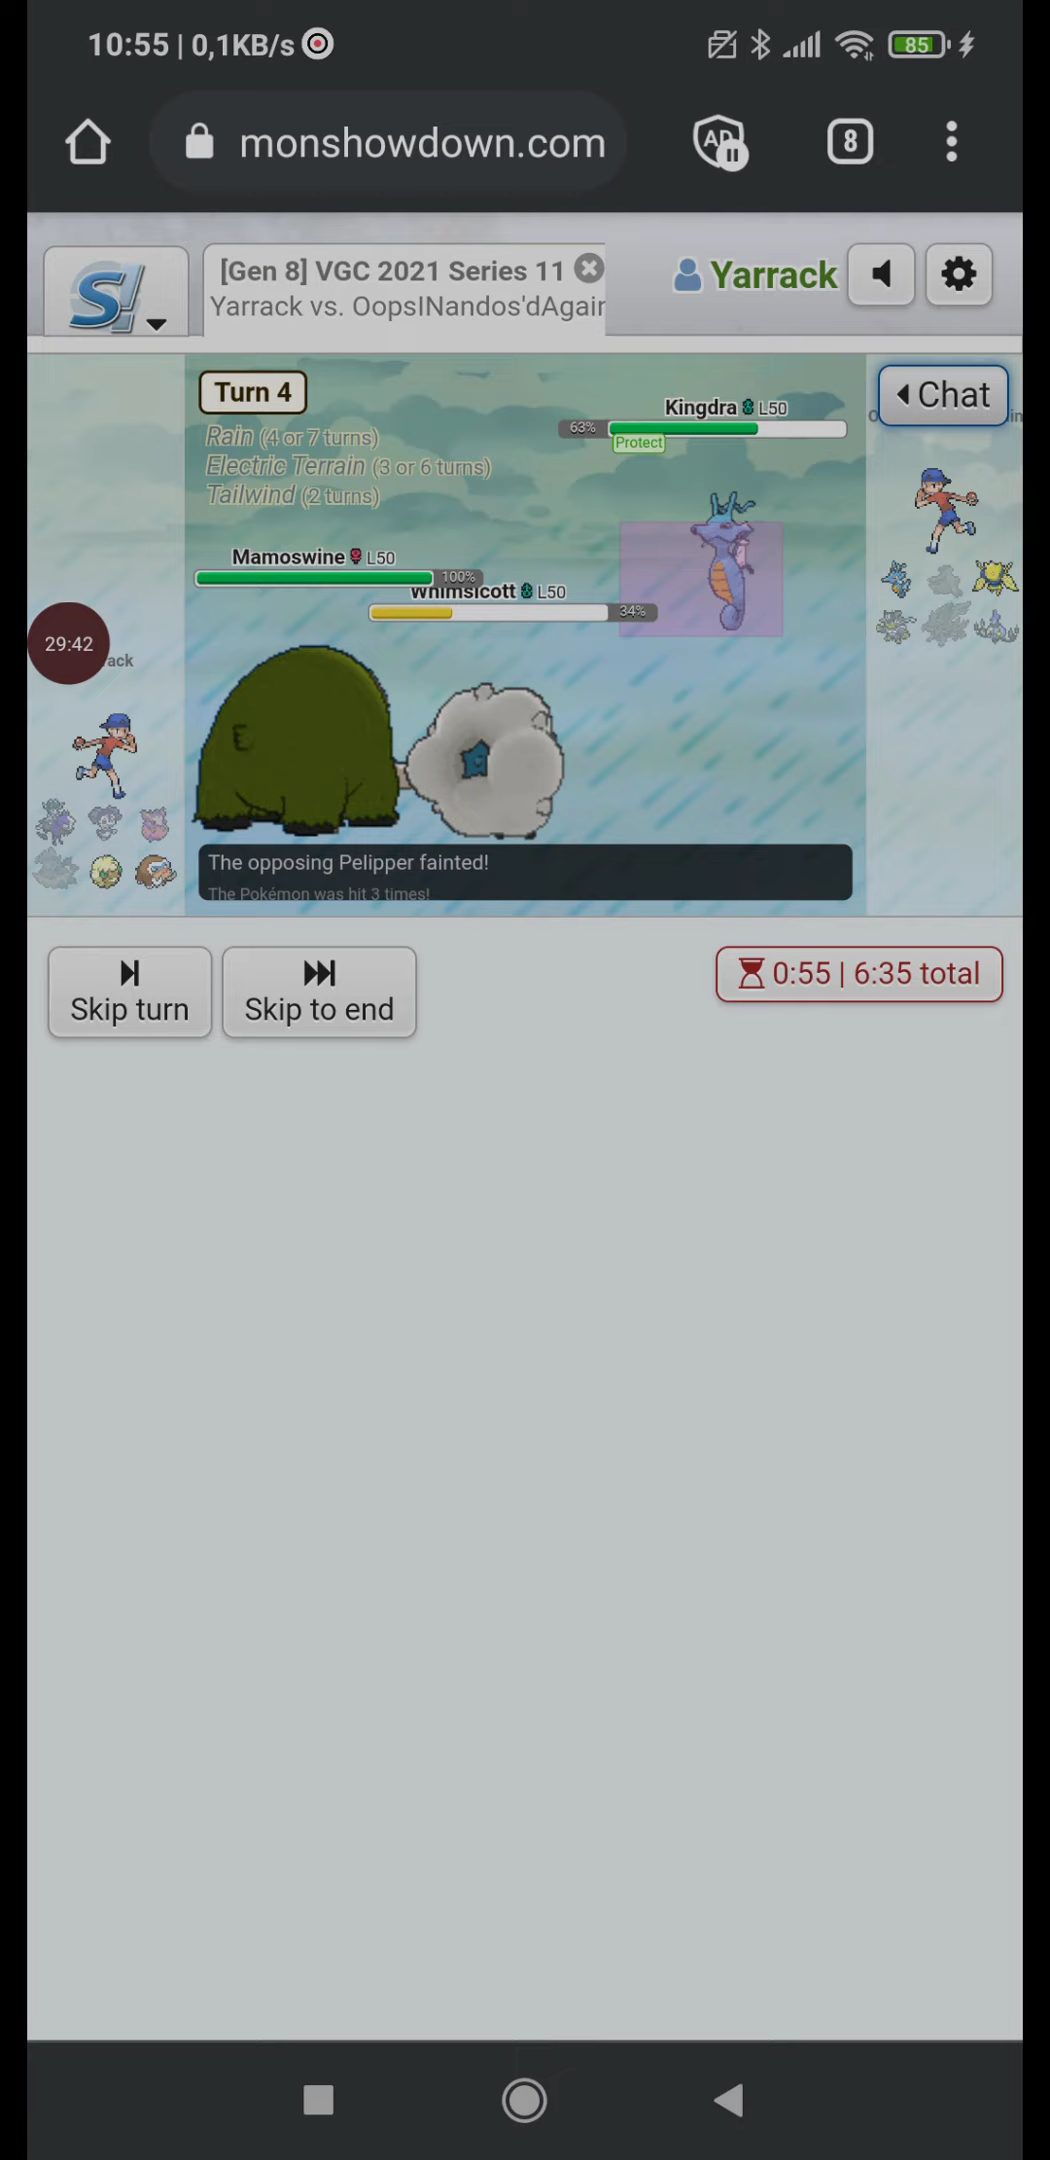 10:55 | 0,1KB/s
85
monshowdown.com
AD
8
S!
[Gen 8] VGC 2021 Series 11
Yarrack vs. OopsINandos'dAgain
Yarrack
Turn 4
Rain (4 or 7 turns)
Electric Terrain (3 or 6 turns)
Tailwind (2 turns)
Kingdra L50
63%
Protect
Chat
O
in
Mamoswine L50
100%
Whimsicott L50
34%
29:42
ack
The opposing Pelipper fainted!
The Pokémon was hit 3 times!
Skip turn
Skip to end
0:55 | 6:35 total